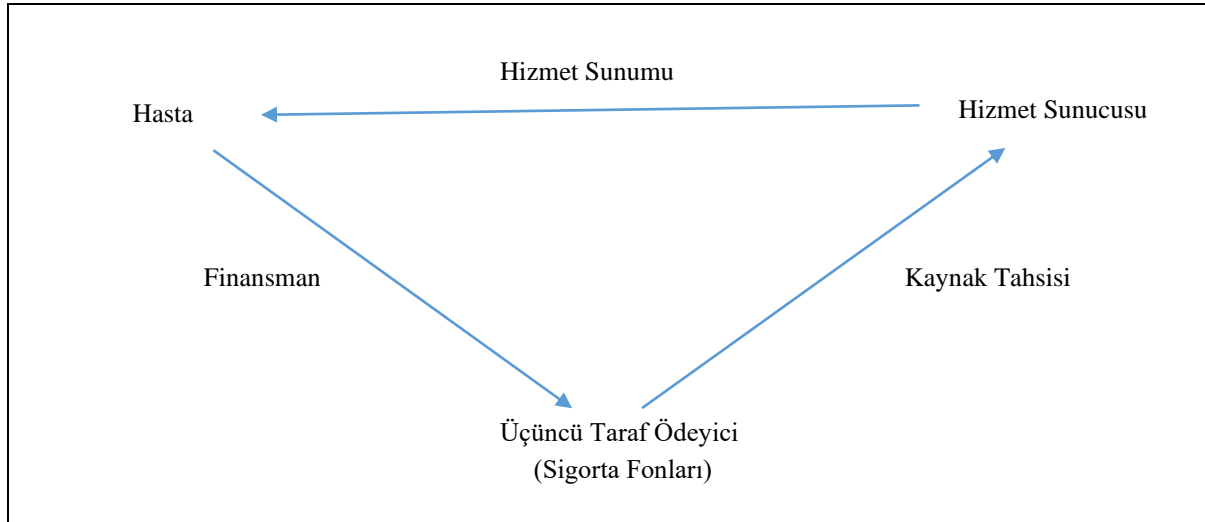 Hizmet Sunumu
Hasta
Hizmet Sunucusu
Finansman
Kaynak Tahsisi
Üçüncü Taraf Ödeyici
(Sigorta Fonları)